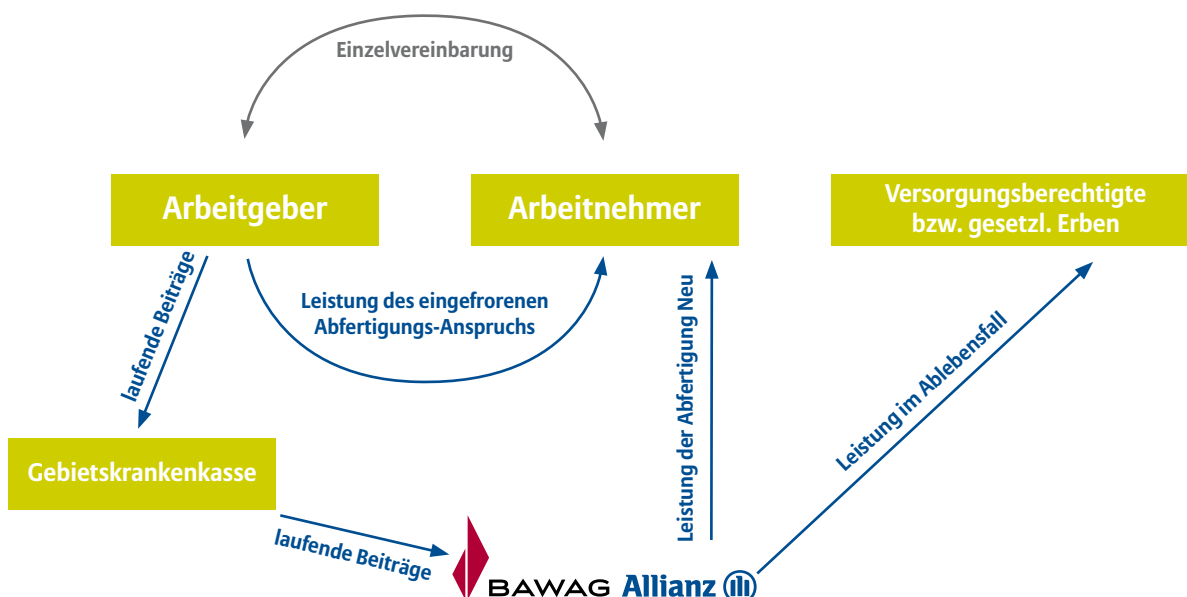 Einzelvereinbarung
Arbeitgeber
Arbeitnehmer
Versorgungsberechtigte
bzw. gesetzl. Erben
laufende Beiträge
Leistung des eingefrorenen
Abfertigungs-Anspruchs
Leistung der Abfertigung Neu
Leistung im Ablebensfall
Gebietskrankenkasse
laufende Beiträge
BAWAG Allianz